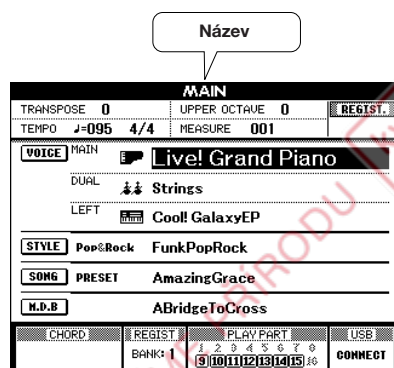 Název
MAIN
TRANSPOSE 0 UPPER OCTAVE 0 REGIST.
TEMPO ♩=095 4/4 MEASURE 001
VOICE MAIN Live! Grand Piano
DUAL Strings
LEFT Cool! GalaxyEP
STYLE Pop&Rock FunkPopRock
SONG PRESET AmazingGrace
M.D.B ABridgeToCross
CHORD REGIST PLAY PART USB
BANK: 1 1 2 3 4 5 6 7 8 CONNECT
9 10 11 12 13 14 15 16
PŘÍRODU